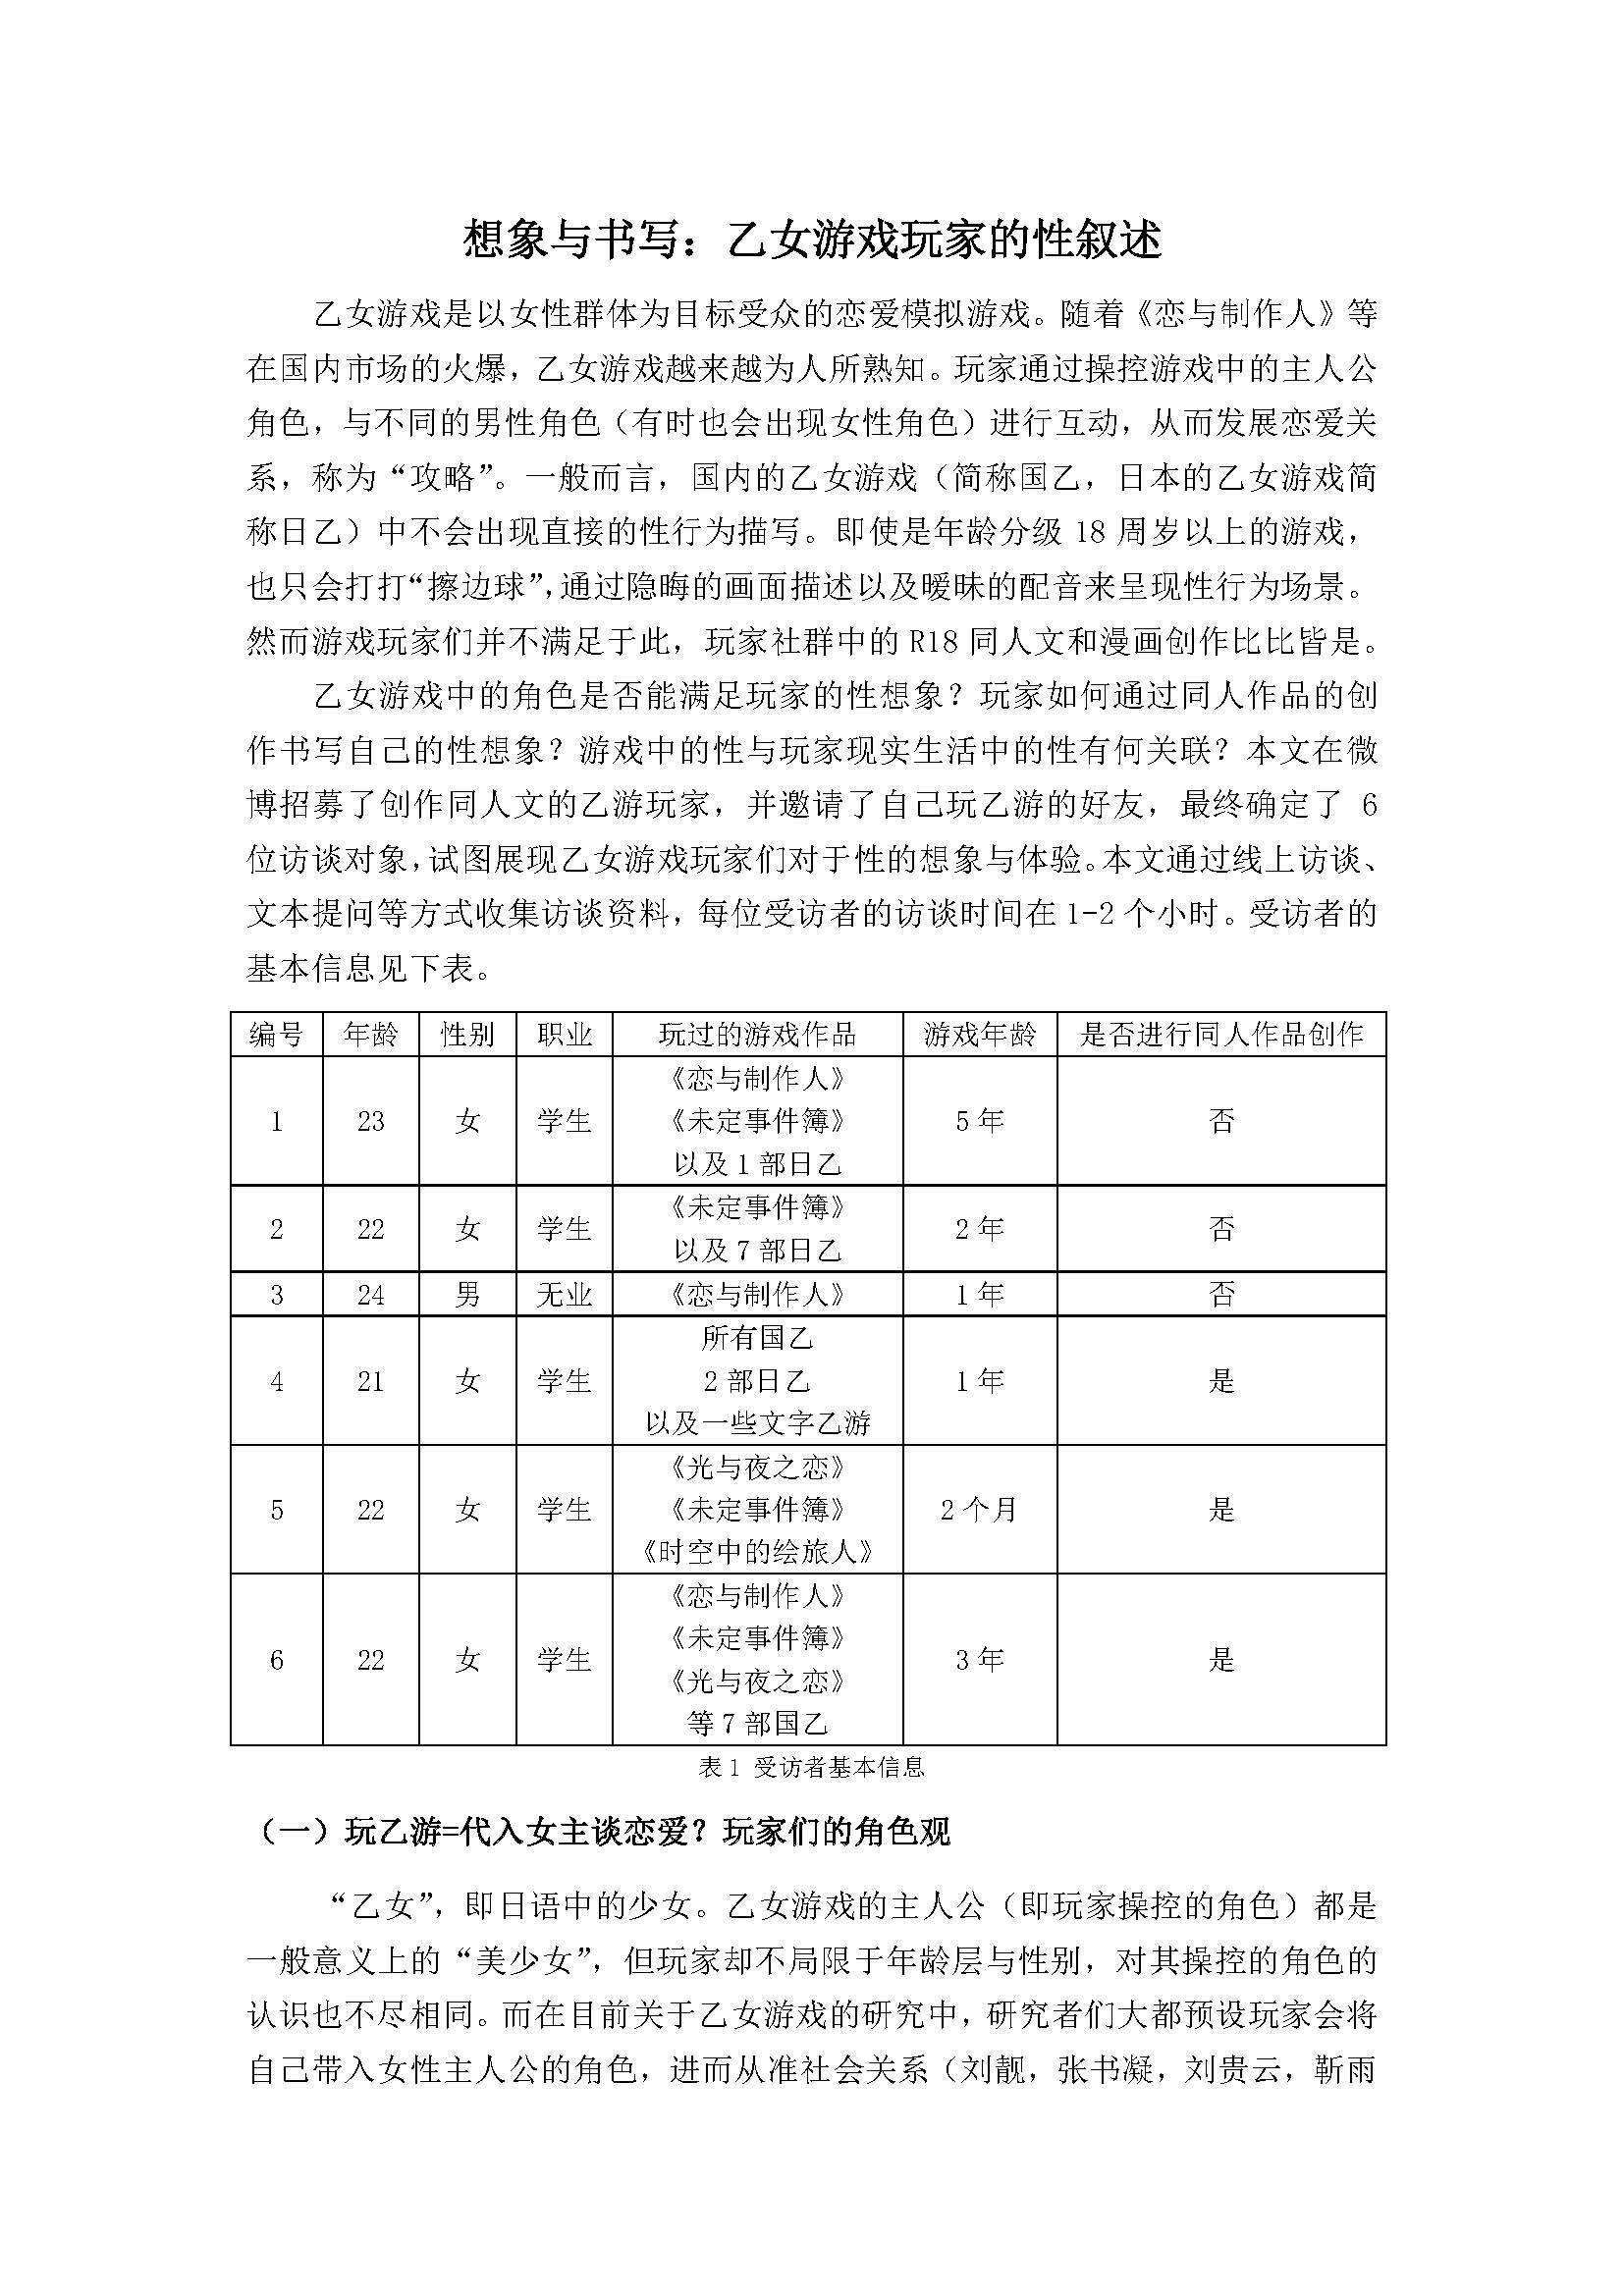 想象与书写：乙女游戏玩家的性叙述
乙女游戏是以女性群体为目标受众的恋爱模拟游戏。随着《恋与制作人》等
在国内市场的火爆，乙女游戏越来越为人所熟知。玩家通过操控游戏中的主人公
角色，与不同的男性角色（有时也会出现女性角色）进行互动，从而发展恋爱关
系，称为“攻略”。一般而言，国内的乙女游戏（简称国乙，日本的乙女游戏简
称日乙）中不会出现直接的性行为描写。即使是年龄分级 18 周岁以上的游戏，
也只会打打“擦边球”，通过隐晦的画面描述以及暧昧的配音来呈现性行为场景。
然而游戏玩家们并不满足于此，玩家社群中的 R18 同人文和漫画创作比比皆是。
乙女游戏中的角色是否能满足玩家的性想象？玩家如何通过同人作品的创
作书写自己的性想象？游戏中的性与玩家现实生活中的性有何关联？本文在微
博招募了创作同人文的乙游玩家，并邀请了自己玩乙游的好友，最终确定了 6
位访谈对象，试图展现乙女游戏玩家们对于性的想象与体验。本文通过线上访谈、
文本提问等方式收集访谈资料，每位受访者的访谈时间在 1-2 个小时。受访者的
基本信息见下表。
编号 年龄 性别 职业 玩过的游戏作品 游戏年龄 是否进行同人作品创作
《恋与制作人》
1 23 女 学生 《未定事件簿》 5 年 否
以及 1 部日乙
《未定事件簿》
2 22 女 学生 2 年 否
以及 7 部日乙
3 24 男 无业 《恋与制作人》 1 年 否
所有国乙
4 21 女 学生 2 部日乙 1 年 是
以及一些文字乙游
《光与夜之恋》
5 22 女 学生 《未定事件簿》 2 个月 是
《时空中的绘旅人》
《恋与制作人》
《未定事件簿》
6 22 女 学生 3 年 是
《光与夜之恋》
等 7 部国乙
表 1 受访者基本信息
（一）玩乙游=代入女主谈恋爱？玩家们的角色观
“乙女”，即日语中的少女。乙女游戏的主人公（即玩家操控的角色）都是
一般意义上的“美少女”，但玩家却不局限于年龄层与性别，对其操控的角色的
认识也不尽相同。而在目前关于乙女游戏的研究中，研究者们大都预设玩家会将
自己带入女性主人公的角色，进而从准社会关系（刘靓，张书凝，刘贵云，靳雨